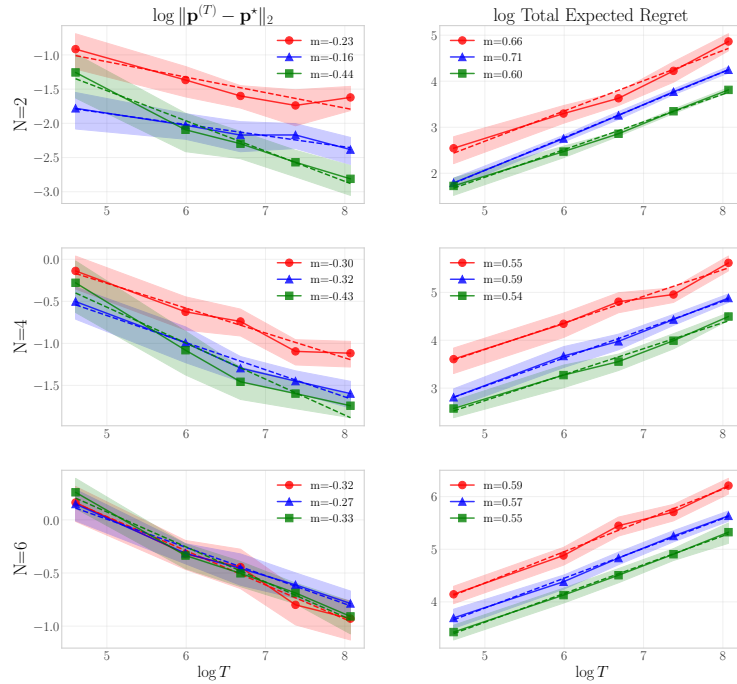 log ∥p^(T) − p^⋆∥₂
log Total Expected Regret
N=2
−1.0
−1.5
−2.0
−2.5
−3.0
m=-0.23
m=-0.16
m=-0.44
5
6
7
8
5
4
3
2
m=0.66
m=0.71
m=0.60
5
6
7
8
N=4
0.0
−0.5
−1.0
−1.5
m=-0.30
m=-0.32
m=-0.43
5
6
7
8
5
4
3
m=0.55
m=0.59
m=0.54
5
6
7
8
N=6
0.0
−0.5
−1.0
m=-0.32
m=-0.27
m=-0.33
5
6
7
8
log T
6
5
4
m=0.59
m=0.57
m=0.55
5
6
7
8
log T